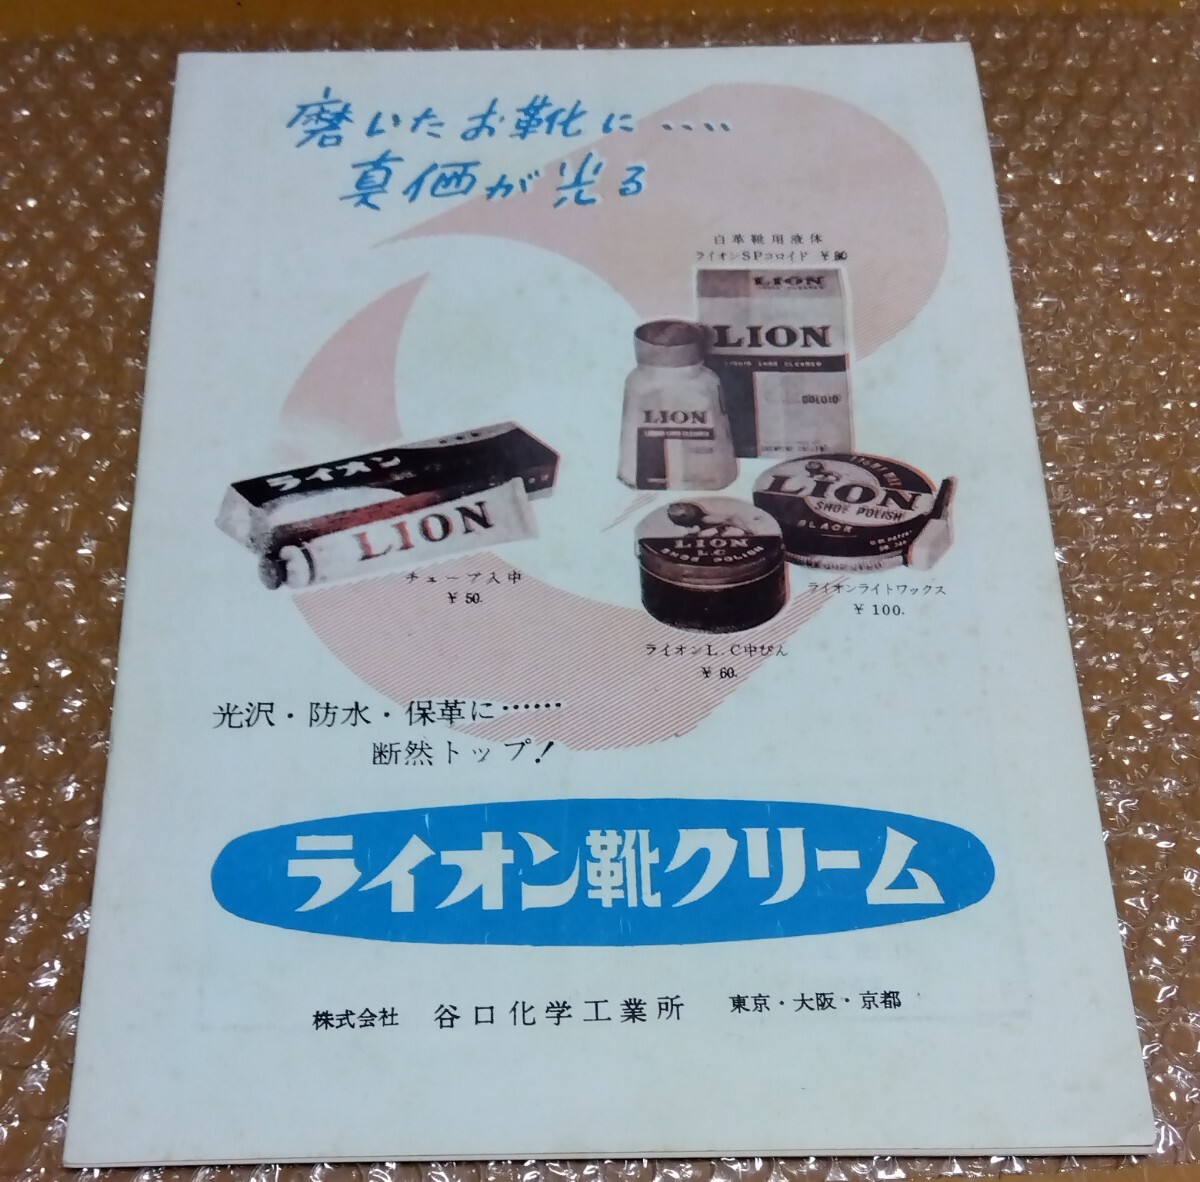 磨いたお靴に‥‥
真価が光る
白革靴用液体
ライオンSPコロイド
LION
LION
LIQUID SHOE CLEANER
LION
ライオン
LION
チューブ入中
￥50.
LION
SHOE POLISH
BLACK
LION
L.C
SHOE POLISH
ライオンライトワックス
￥100.
ライオンL.C中びん
￥60.
光沢・防水・保革に……
断然トップ！
ライオン靴クリーム
株式会社 谷口化学工業所 東京・大阪・京都